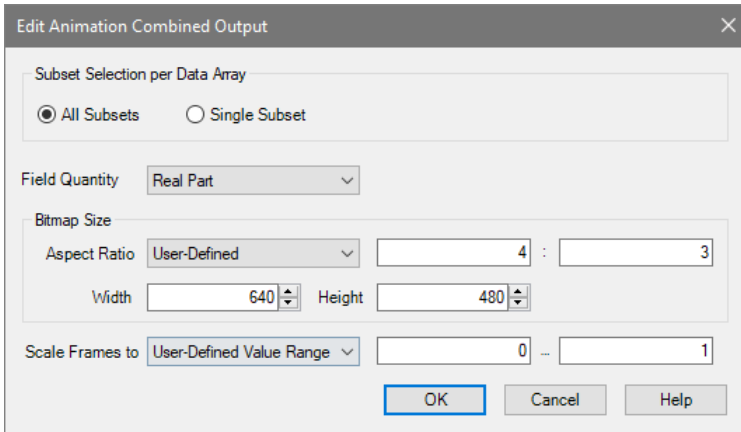 Edit Animation Combined Output
Subset Selection per Data Array
All Subsets Single Subset
Field Quantity Real Part
Bitmap Size
Aspect Ratio User-Defined 4 : 3
Width 640 Height 480
Scale Frames to User-Defined Value Range 0 ... 1
OK Cancel Help